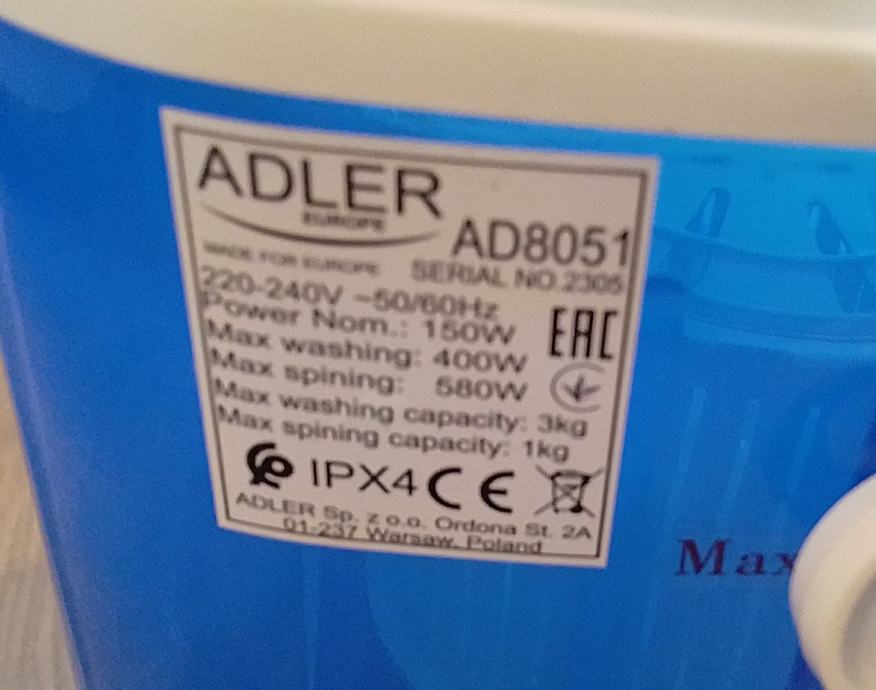 ADLER
EUROPE
AD8051
MADE FOR EUROPE SERIAL NO.2305
220-240V ~50/60Hz
Power Nom.: 150W
EAC
Max washing: 400W
Max spining: 580W
Max washing capacity: 3kg
Max spining capacity: 1kg
IPX4 CE
ADLER Sp. z o.o. Ordona St. 2A
01-237 Warsaw, Poland
Max